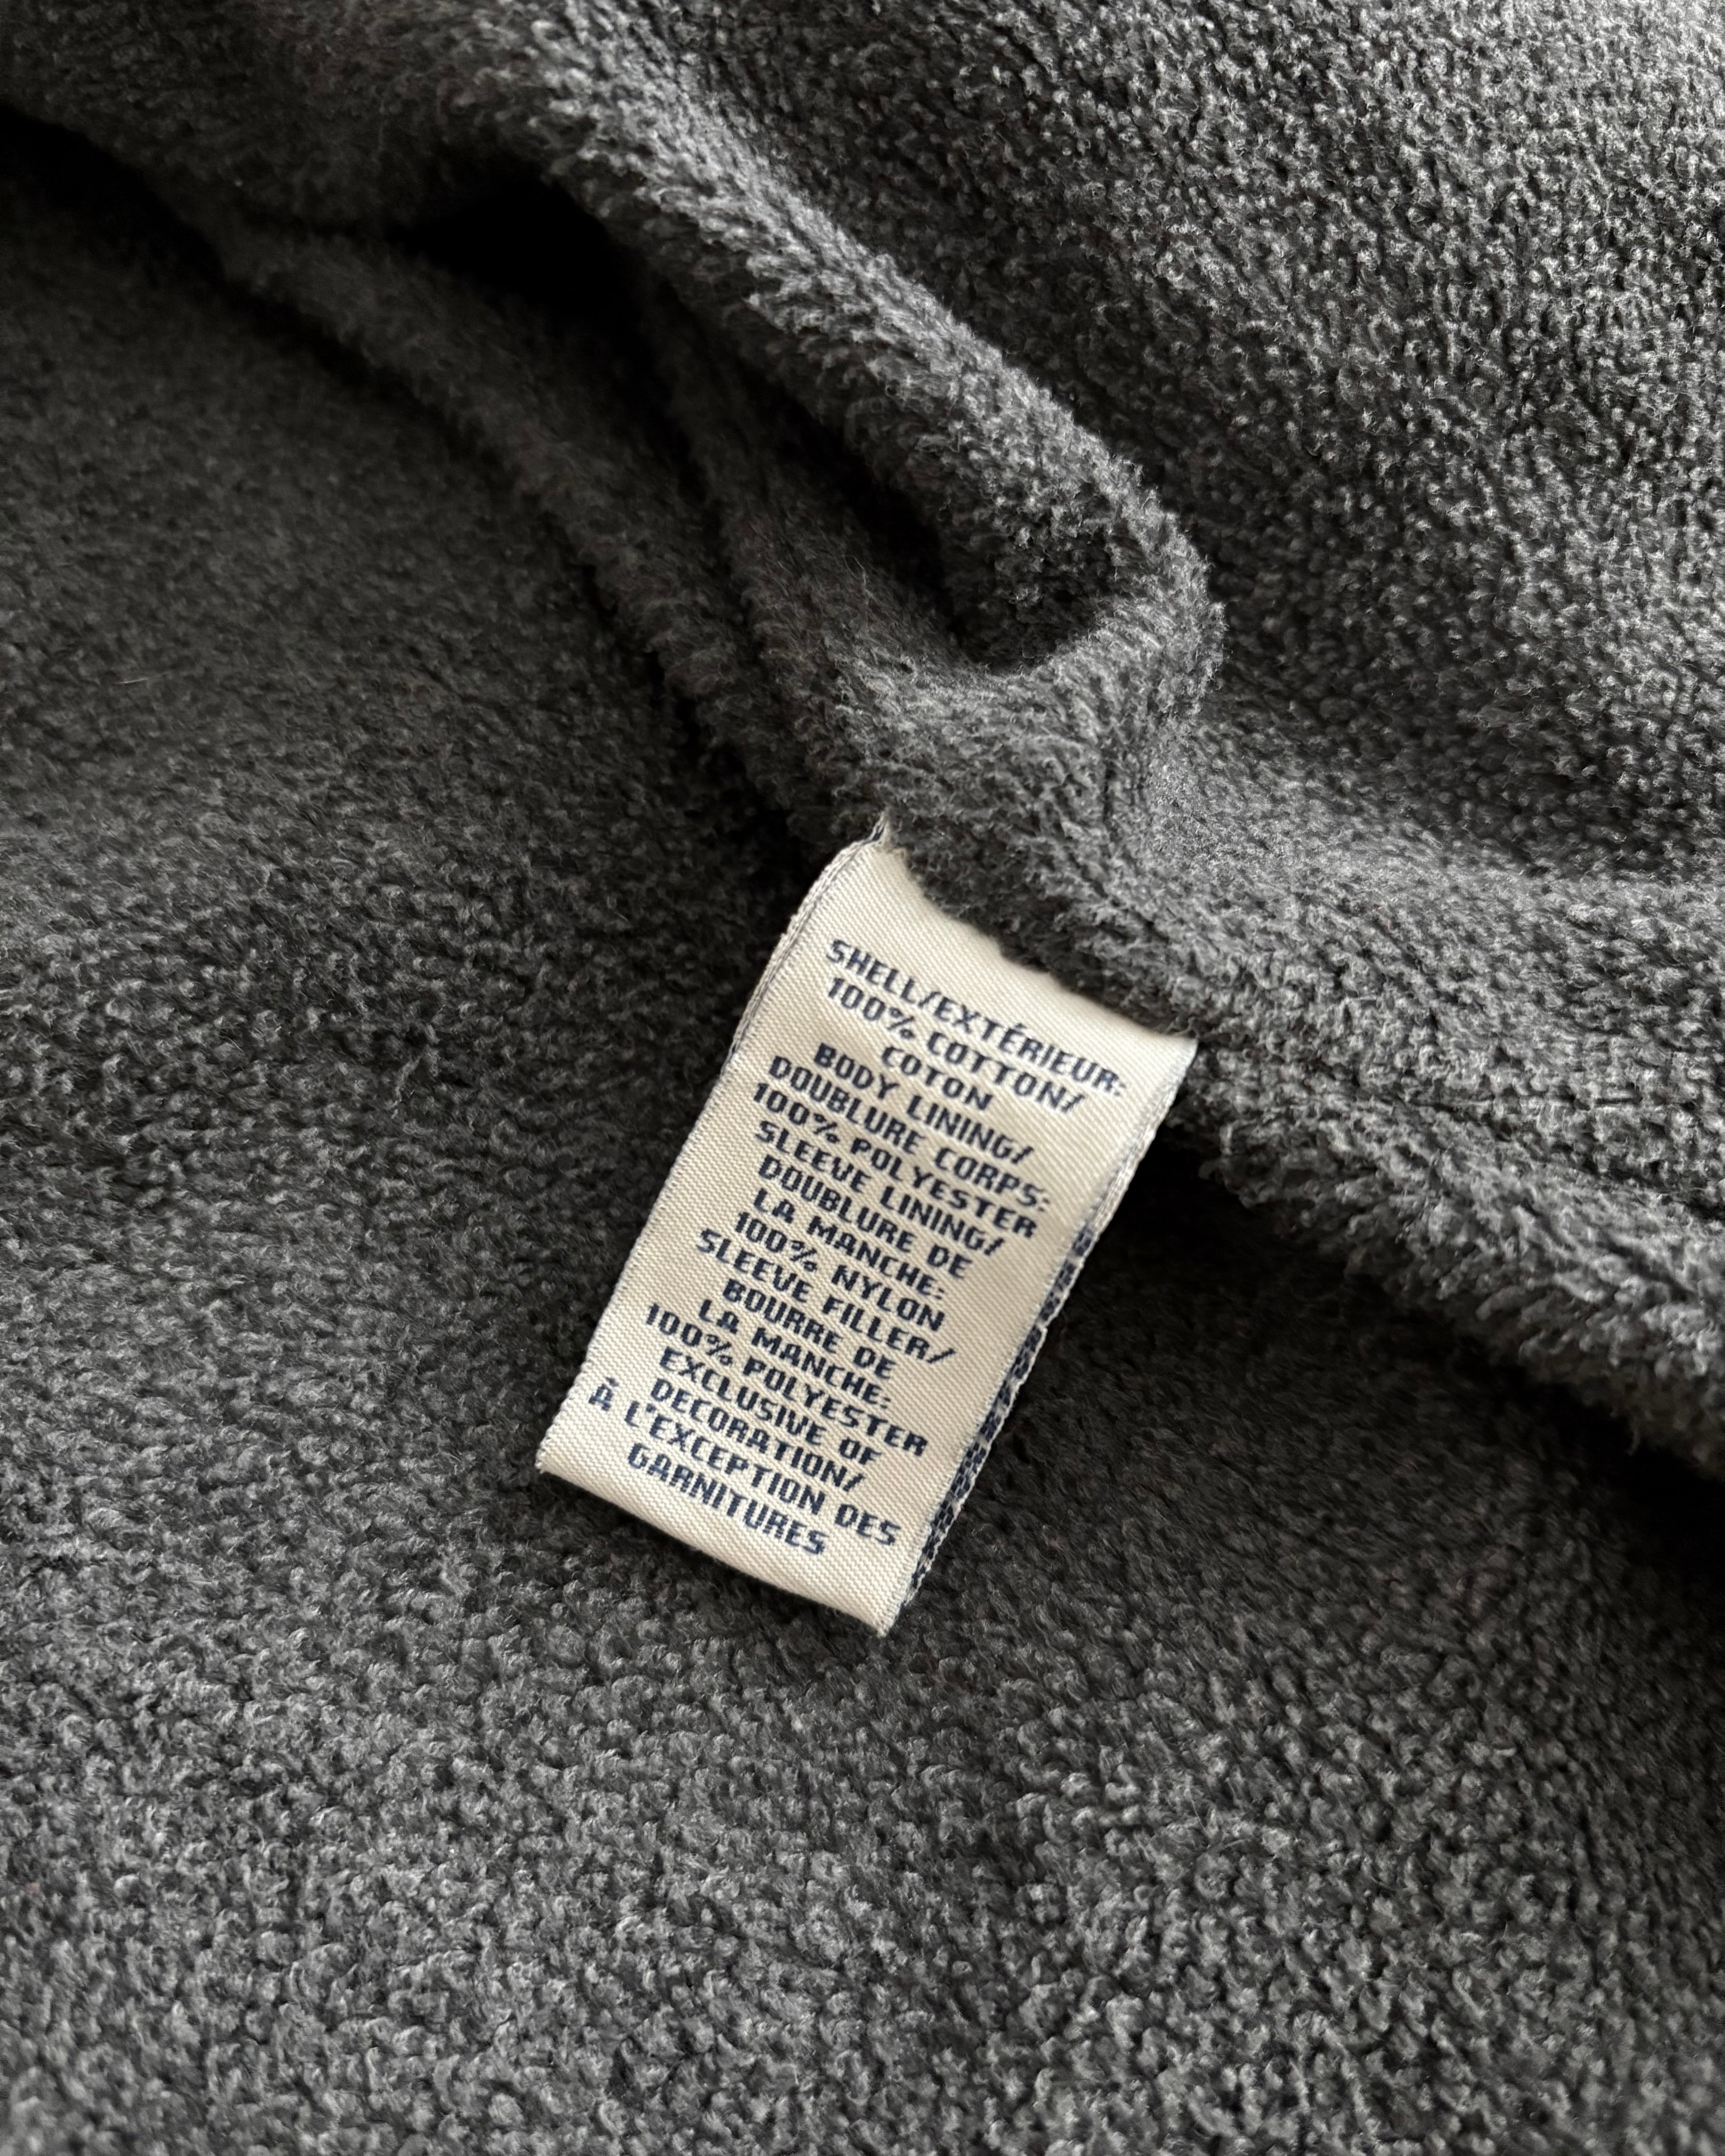 SHELL/EXTÉRIEUR:
100% COTTON/
COTON
BODY LINING/
DOUBLURE CORPS:
100% POLYESTER
SLEEVE LINING/
DOUBLURE DE
LA MANCHE:
100% NYLON
SLEEVE FILLER/
BOURRE DE
LA MANCHE:
100% POLYESTER
EXCLUSIVE OF
DECORATION/
À L'EXCEPTION DES
GARNITURES